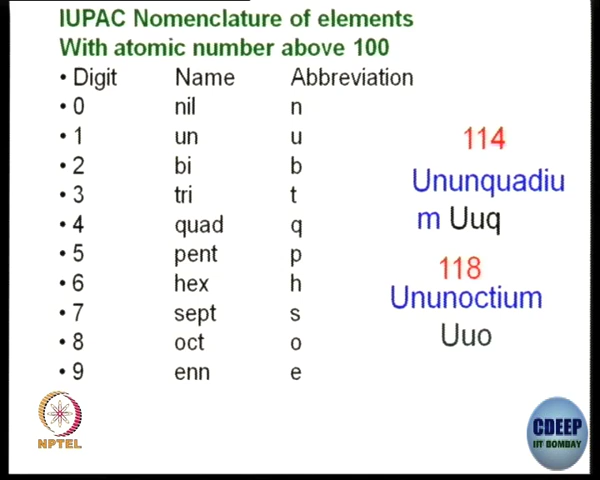 IUPAC Nomenclature of elements
With atomic number above 100
• Digit Name Abbreviation
• 0 nil n
• 1 un u
• 2 bi b
• 3 tri t
• 4 quad q
• 5 pent p
• 6 hex h
• 7 sept s
• 8 oct o
• 9 enn e
114
Ununquadiu
m Uuq
118
Ununoctium
Uuo
NPTEL
CDEEP
IIT BOMBAY